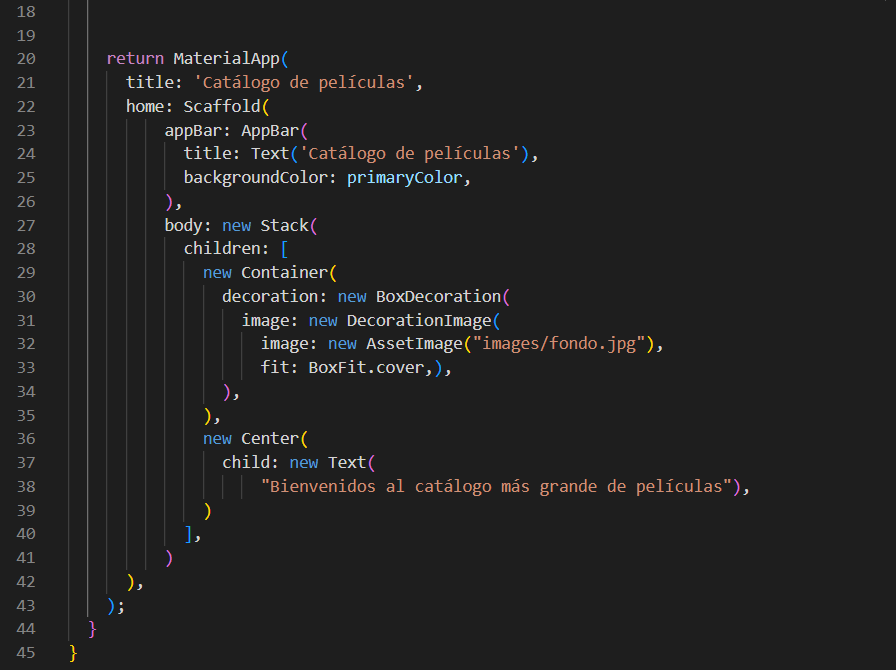 18
19
20 return MaterialApp(
21 title: 'Catálogo de películas',
22 home: Scaffold(
23 appBar: AppBar(
24 title: Text('Catálogo de películas'),
25 backgroundColor: primaryColor,
26 ),
27 body: new Stack(
28 children: [
29 new Container(
30 decoration: new BoxDecoration(
31 image: new DecorationImage(
32 image: new AssetImage("images/fondo.jpg"),
33 fit: BoxFit.cover,),
34 ),
35 ),
36 new Center(
37 child: new Text(
38 "Bienvenidos al catálogo más grande de películas"),
39 )
40 ],
41 )
42 ),
43 );
44 }
45 }